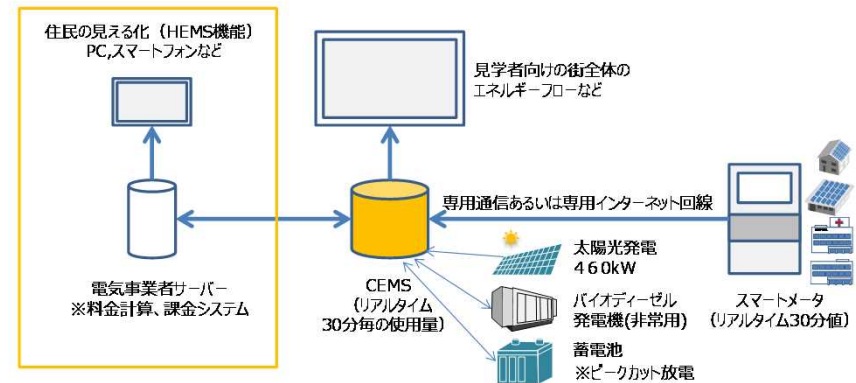 住民の見える化（HEMS機能）
PC,スマートフォンなど
見学者向けの街全体の
エネルギーフローなど
専用通信あるいは専用インターネット回線
電気事業者サーバー
※料金計算、課金システム
CEMS
（リアルタイム
30分毎の使用量）
太陽光発電
４６０kW
バイオディーゼル
発電機(非常用)
蓄電池
※ピークカット放電
スマートメータ
（リアルタイム30分値）